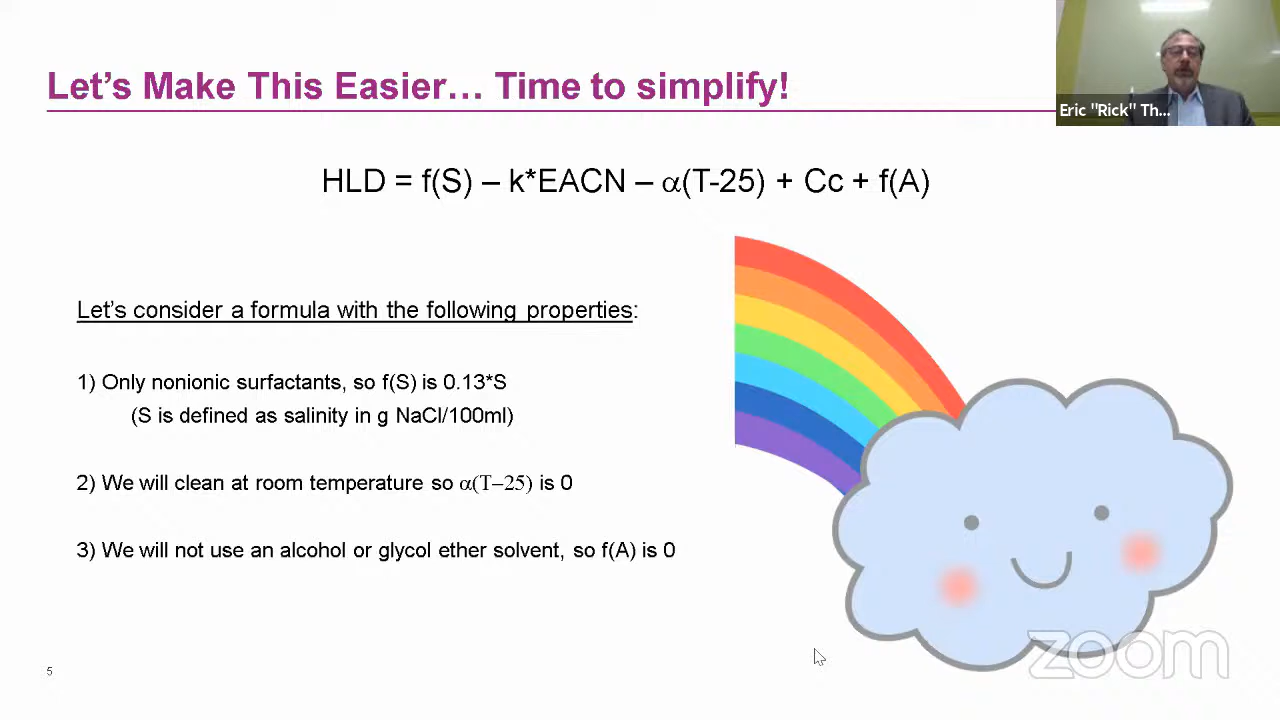 Let's Make This Easier… Time to simplify!
Eric "Rick" Th...
HLD = f(S) – k*EACN – α(T-25) + Cc + f(A)
Let's consider a formula with the following properties:
1) Only nonionic surfactants, so f(S) is 0.13*S
(S is defined as salinity in g NaCl/100ml)
2) We will clean at room temperature so α(T–25) is 0
3) We will not use an alcohol or glycol ether solvent, so f(A) is 0
5
zoom